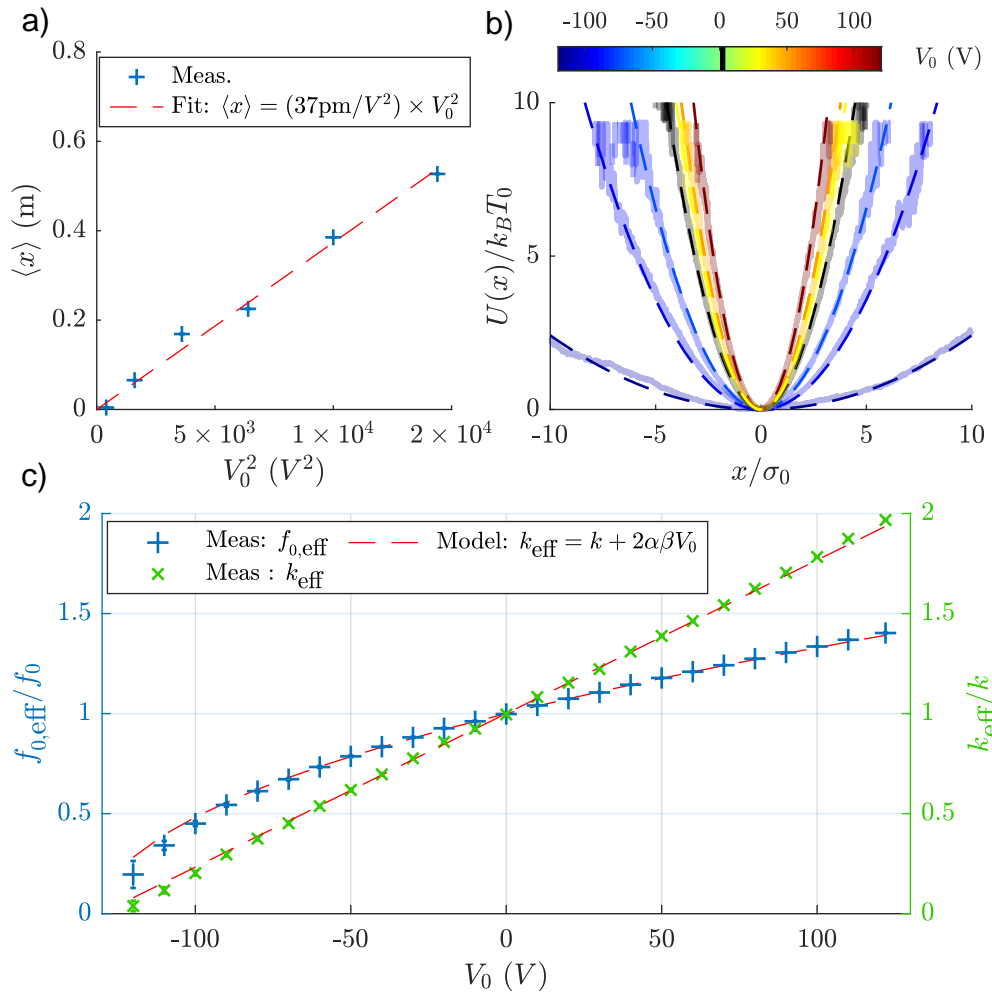 a)
0.8
0.6
0.4
0.2
0
⟨x⟩ (m)
Meas.
Fit: ⟨x⟩ = (37pm/V²) × V₀²
0
5 × 10³
1 × 10⁴
2 × 10⁴
V₀² (V²)
b)
-100
-50
0
50
100
V₀ (V)
10
5
0
U(x)/k_B T₀
-10
-5
0
5
10
x/σ₀
c)
2
1.5
1
0.5
0
f₀,eff/f₀
Meas: f₀,eff
Model: k_eff = k + 2αβV₀
Meas : k_eff
2
1.5
1
0.5
0
k_eff/k
-100
-50
0
50
100
V₀ (V)